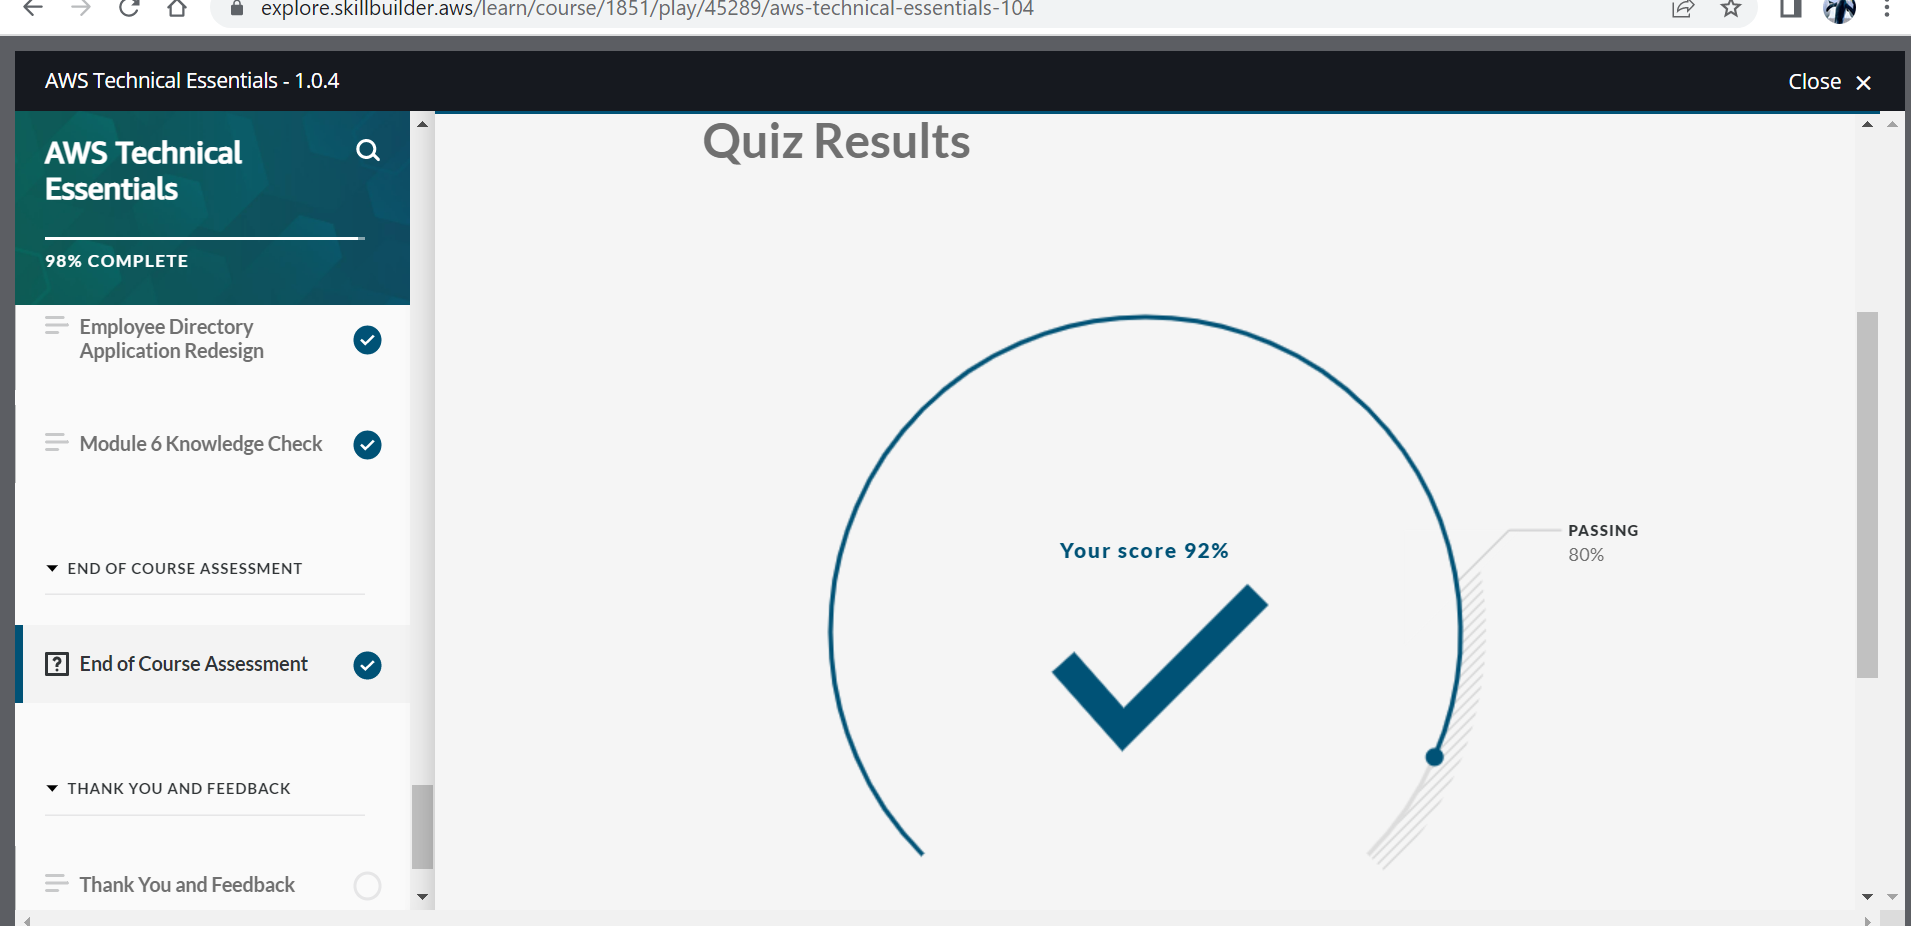 explore.skillbuilder.aws/learn/course/1851/play/45289/aws-technical-essentials-104
AWS Technical Essentials - 1.0.4
Close
AWS Technical
Essentials
98% COMPLETE
Employee Directory
Application Redesign
Module 6 Knowledge Check
END OF COURSE ASSESSMENT
End of Course Assessment
THANK YOU AND FEEDBACK
Thank You and Feedback
Quiz Results
Your score 92%
PASSING
80%